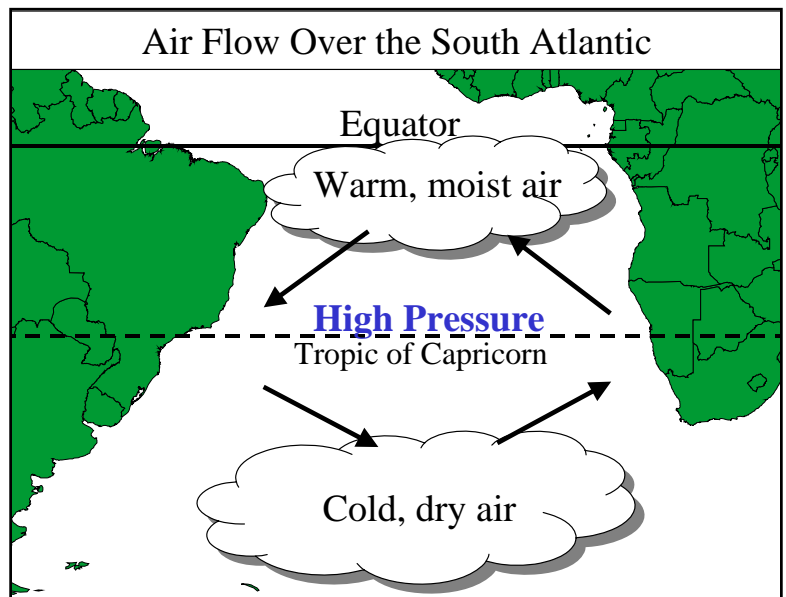 Air Flow Over the South Atlantic
Equator
Warm, moist air
High Pressure
Tropic of Capricorn
Cold, dry air